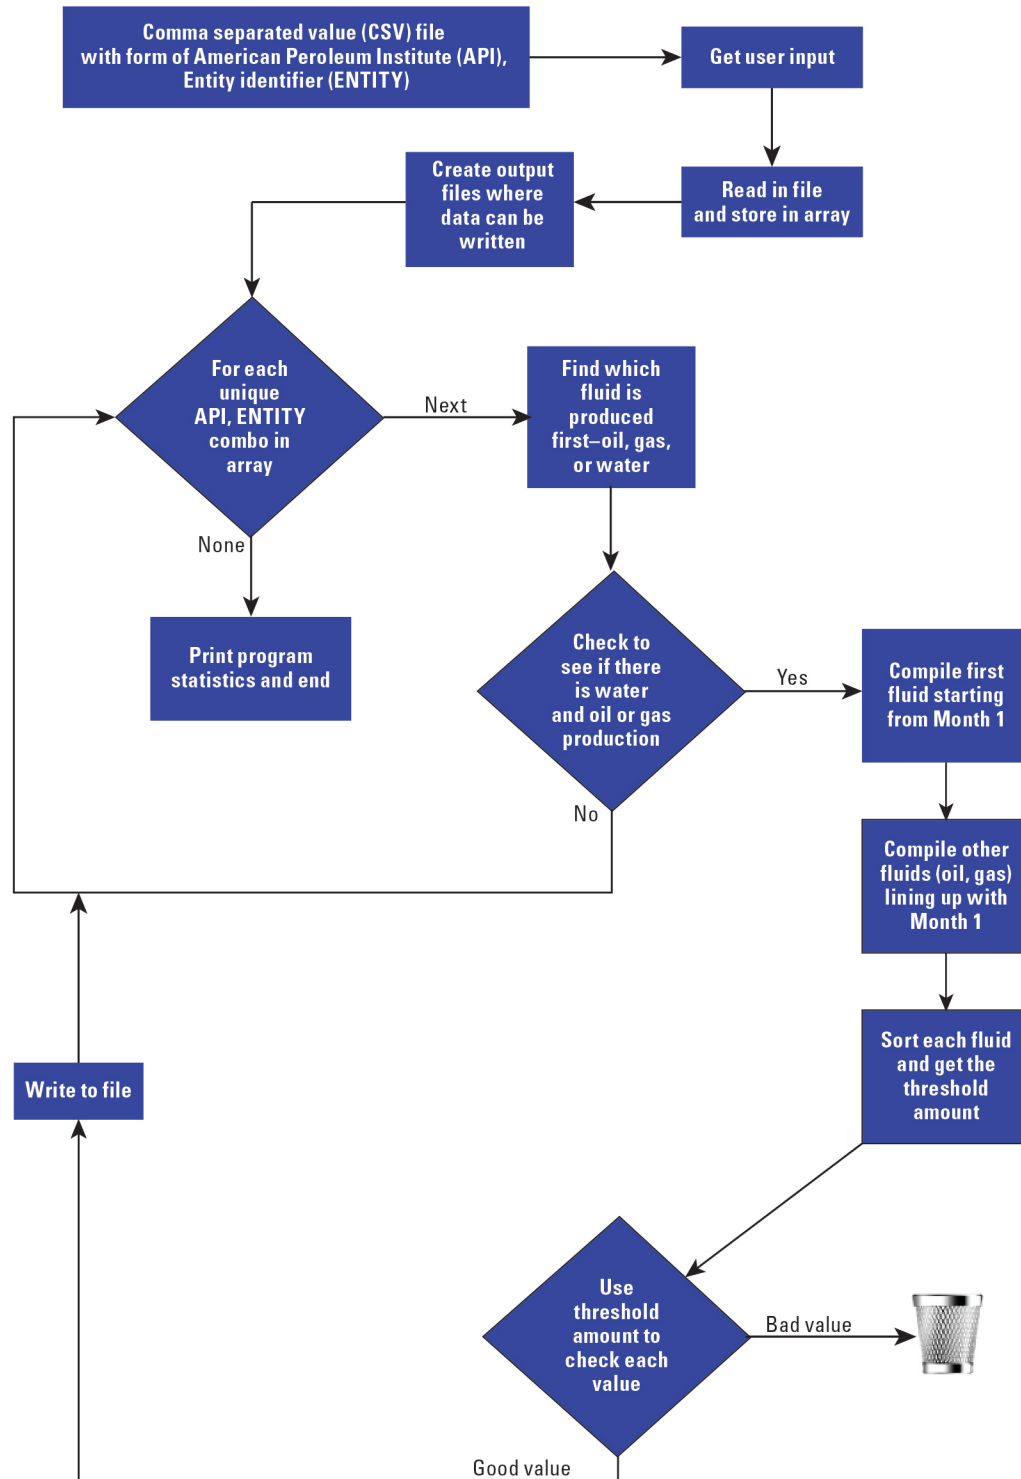 Comma separated value (CSV) file
with form of American Peroleum Institute (API),
Entity identifier (ENTITY)
Get user input
Read in file
and store in array
Create output
files where
data can be
written
For each
unique
API, ENTITY
combo in
array
Next
Find which
fluid is
produced
first–oil, gas,
or water
None
Print program
statistics and end
Check to
see if there
is water
and oil or gas
production
Yes
Compile first
fluid starting
from Month 1
No
Compile other
fluids (oil, gas)
lining up with
Month 1
Sort each fluid
and get the
threshold
amount
Write to file
Use
threshold
amount to
check each
value
Bad value
Good value